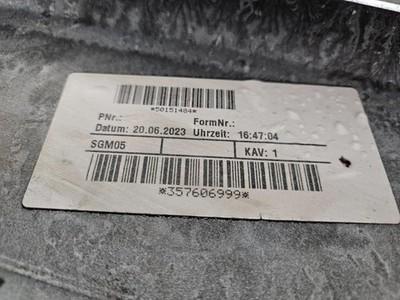 *50151484*
PNr.: FormNr.:
Datum: 20.06.2023 Uhrzeit: 16:47:04
SGM05 KAV: 1
*357606999*